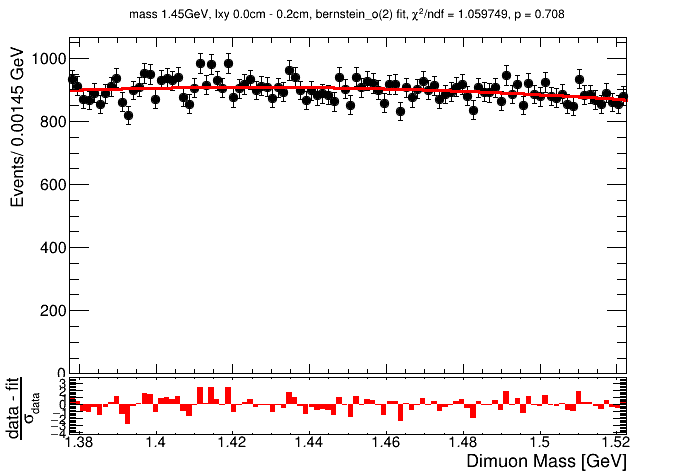 mass 1.45GeV, lxy 0.0cm - 0.2cm, bernstein_o(2) fit, χ²/ndf = 1.059749, p = 0.708
Events/ 0.00145 GeV
1000
800
600
400
200
0
data - fit
σdata
3
2
1
0
−1
−2
−3
−4
1.38 1.4 1.42 1.44 1.46 1.48 1.5 1.52
Dimuon Mass [GeV]